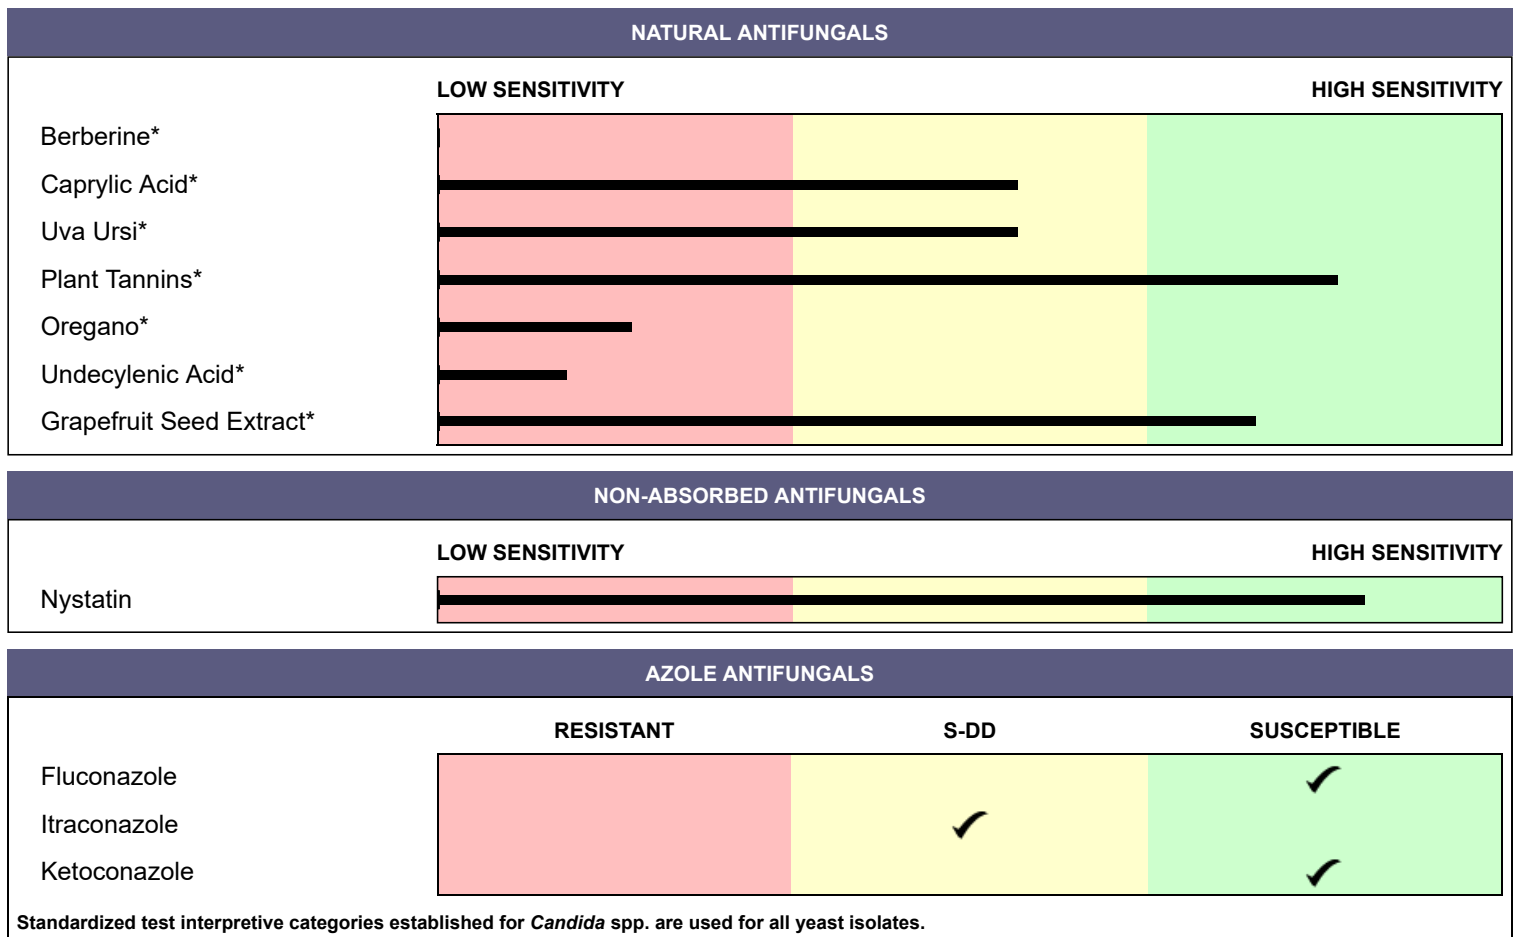 NATURAL ANTIFUNGALS
LOW SENSITIVITY HIGH SENSITIVITY
Berberine*
Caprylic Acid*
Uva Ursi*
Plant Tannins*
Oregano*
Undecylenic Acid*
Grapefruit Seed Extract*
NON-ABSORBED ANTIFUNGALS
LOW SENSITIVITY HIGH SENSITIVITY
Nystatin
AZOLE ANTIFUNGALS
RESISTANT S-DD SUSCEPTIBLE
Fluconazole
Itraconazole
Ketoconazole
Standardized test interpretive categories established for Candida spp. are used for all yeast isolates.